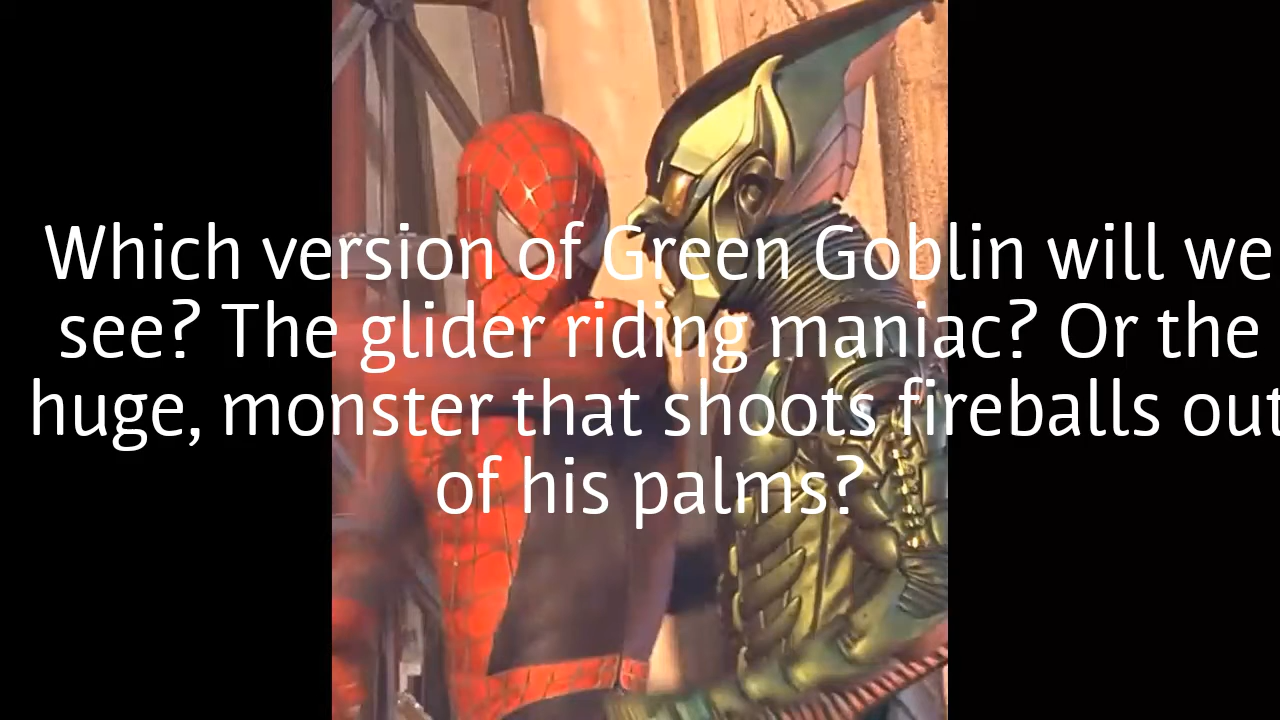 Which version of Green Goblin will we
see? The glider riding maniac? Or the
huge, monster that shoots fireballs out
of his palms?